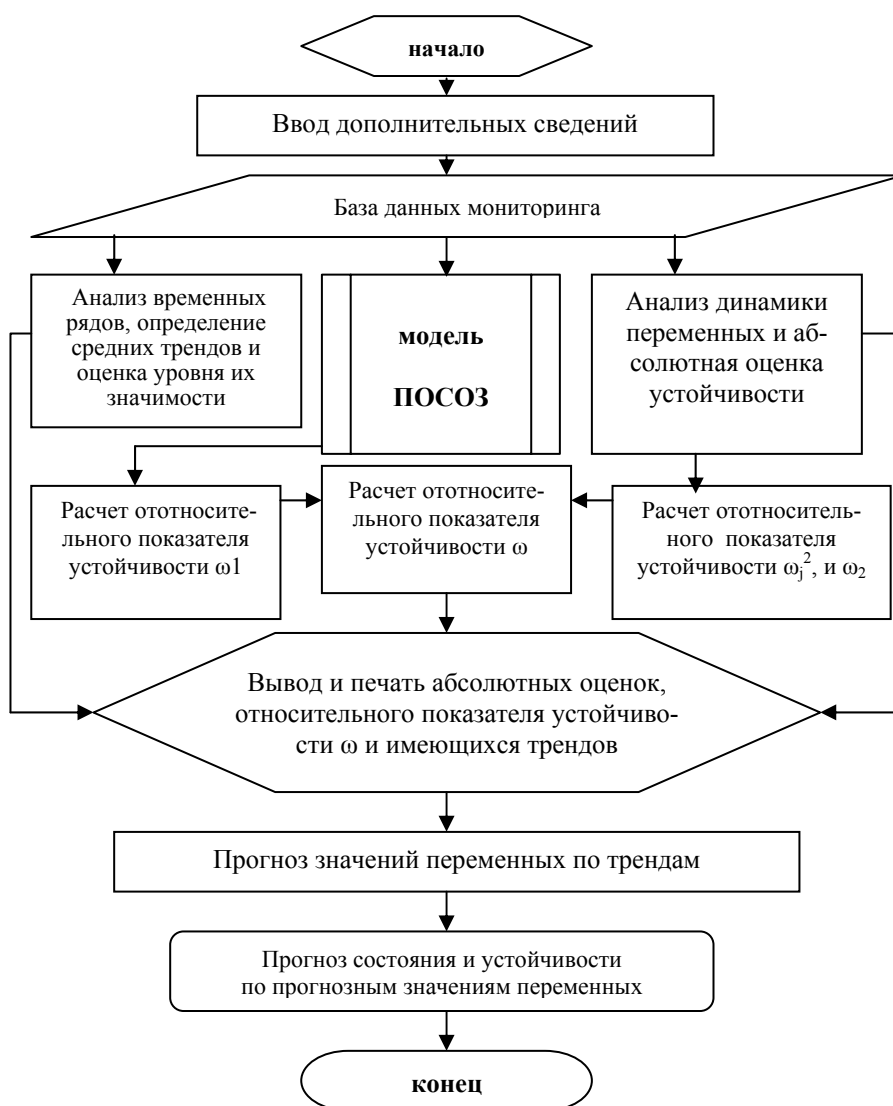 начало
Ввод дополнительных сведений
База данных мониторинга
Анализ временных
рядов, определение
средних трендов и
оценка уровня их
значимости
модель
ПОСОЗ
Анализ динамики
переменных и аб-
солютная оценка
устойчивости
Расчет ототносите-
льного показателя
устойчивости ω1
Расчет ототносите-
льного показателя
устойчивости ω
Расчет ототноситель-
ного показателя
устойчивости ωj², и ω₂
Вывод и печать абсолютных оценок,
относительного показателя устойчиво-
сти ω и имеющихся трендов
Прогноз значений переменных по трендам
Прогноз состояния и устойчивости
по прогнозным значениям переменных
конец